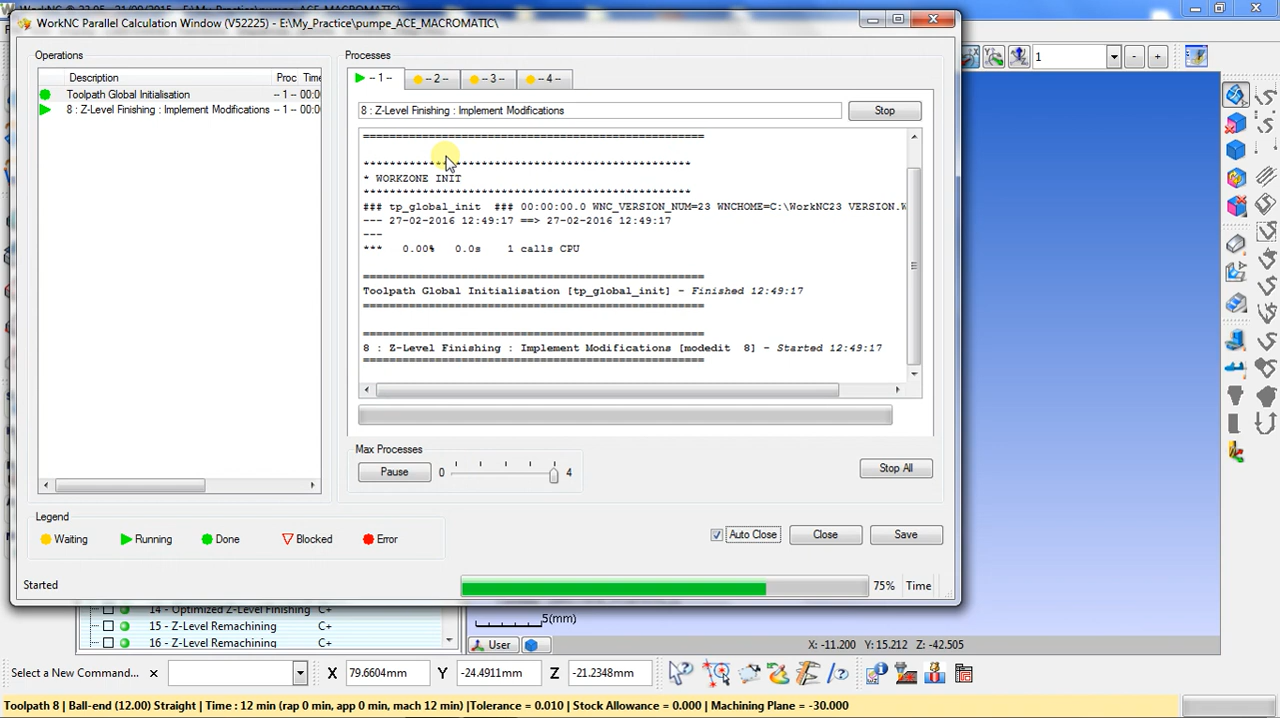 WorkNC Parallel Calculation Window (V52225) - E:\My_Practice\pumpe_ACE_MACROMATIC\
Operations
Description Proc Time
Toolpath Global Initialisation -- 1 -- 00:0
8 : Z-Level Finishing : Implement Modifications -- 1 -- 00:0
Processes
-- 1 -- -- 2 -- -- 3 -- -- 4 --
8 : Z-Level Finishing : Implement Modifications Stop
=====================================================
***************************************************
* WORKZONE INIT
***************************************************
### tp_global_init ### 00:00:00.0 WNC_VERSION_NUM=23 WNCHOME=C:\WorkNC23 VERSION.W
--- 27-02-2016 12:49:17 ==> 27-02-2016 12:49:17
---
*** 0.00% 0.0s 1 calls CPU
=====================================================
Toolpath Global Initialisation [tp_global_init] - Finished 12:49:17
=====================================================
=====================================================
8 : Z-Level Finishing : Implement Modifications [modedit 8] - Started 12:49:17
=====================================================
Max Processes
Pause 0 4 Stop All
Legend
Waiting Running Done Blocked Error
Auto Close Close Save
Started 75% Time
1 - +
14 - Optimized Z-Level Finishing C+
15 - Z-Level Remachining C+
16 - Z-Level Remachining C+
5(mm)
User X: -11.200 Y: 15.212 Z: -42.505
Select a New Command... X 79.6604mm Y -24.4911mm Z -21.2348mm
Toolpath 8 | Ball-end (12.00) Straight | Time : 12 min (rap 0 min, app 0 min, mach 12 min) |Tolerance = 0.010 | Stock Allowance = 0.000 | Machining Plane = -30.000